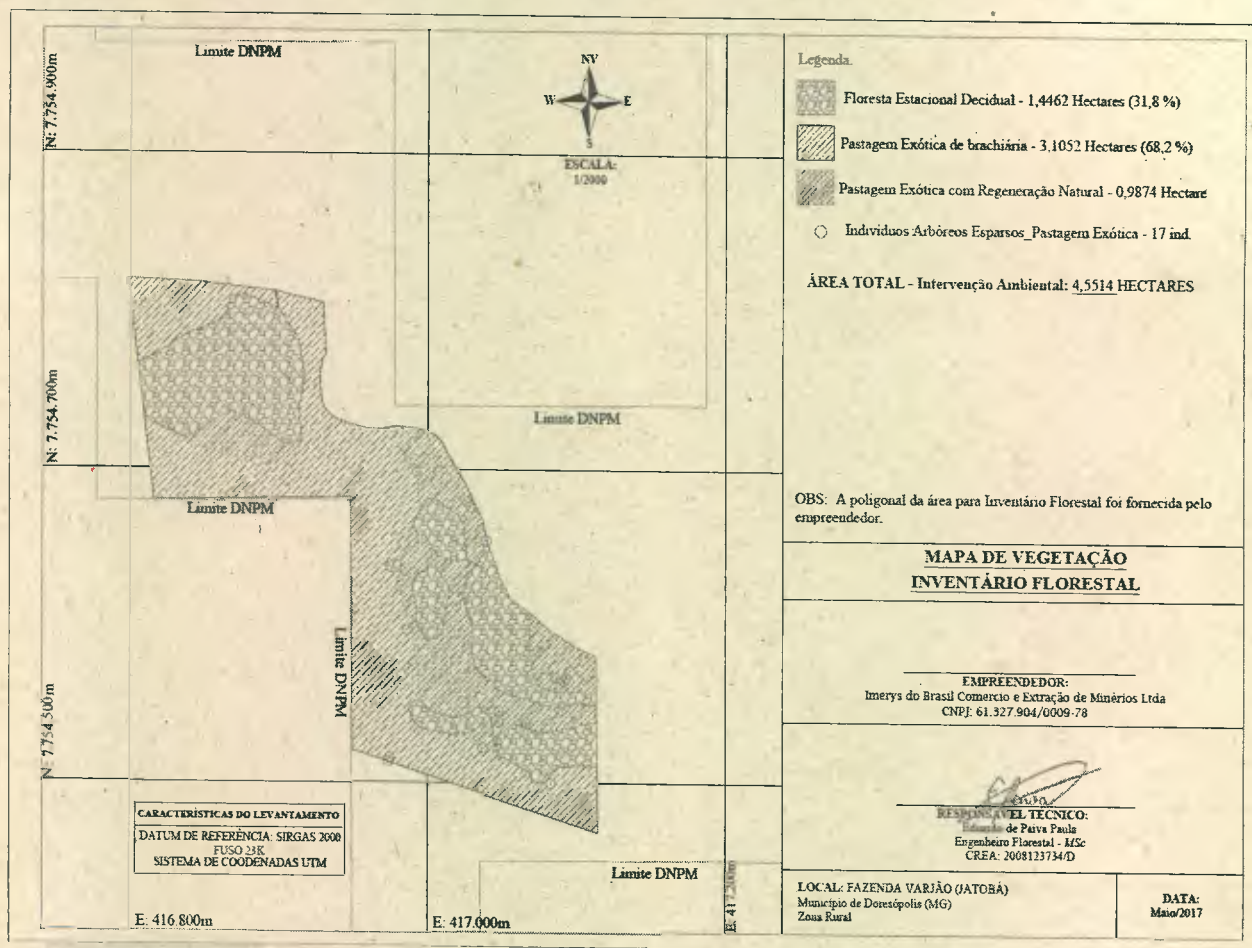 Limite DNPM
N: 7.754.900m
NV
W
E
S
ESCALA:
1/2000
N: 7.754.700m
Limite DNPM
Limite DNPM
Limite DNPM
N: 7.754.500m
CARACTERÍSTICAS DO LEVANTAMENTO
DATUM DE REFERÊNCIA: SIRGAS 2000
FUSO 23K
SISTEMA DE COODENADAS UTM
Limite DNPM
E: 416.800m
E: 417.000m
E: 417.200m
Legenda.
Floresta Estacional Decidual - 1,4462 Hectares (31,8 %)
Pastagem Exótica de brachiária - 3,1052 Hectares (68,2 %)
Pastagem Exótica com Regeneração Natural - 0,9874 Hectare
Indivíduos Arbóreos Esparsos_Pastagem Exótica - 17 ind.
ÁREA TOTAL - Intervenção Ambiental: 4,5514 HECTARES
OBS: A poligonal da área para Inventário Florestal foi fornecida pelo
empreendedor.
MAPA DE VEGETAÇÃO
INVENTÁRIO FLORESTAL
EMPREENDEDOR:
Imerys do Brasil Comercio e Extração de Minérios Ltda
CNPJ: 61.327.904/0009-78
RESPONSAVEL TÉCNICO:
de Paiva Paula
Engenheiro Florestal - MSc
CREA: 2008123734/D
LOCAL: FAZENDA VARJÃO (JATOBÁ)
Município de Doresópolis (MG)
Zona Rural
DATA:
Maio/2017